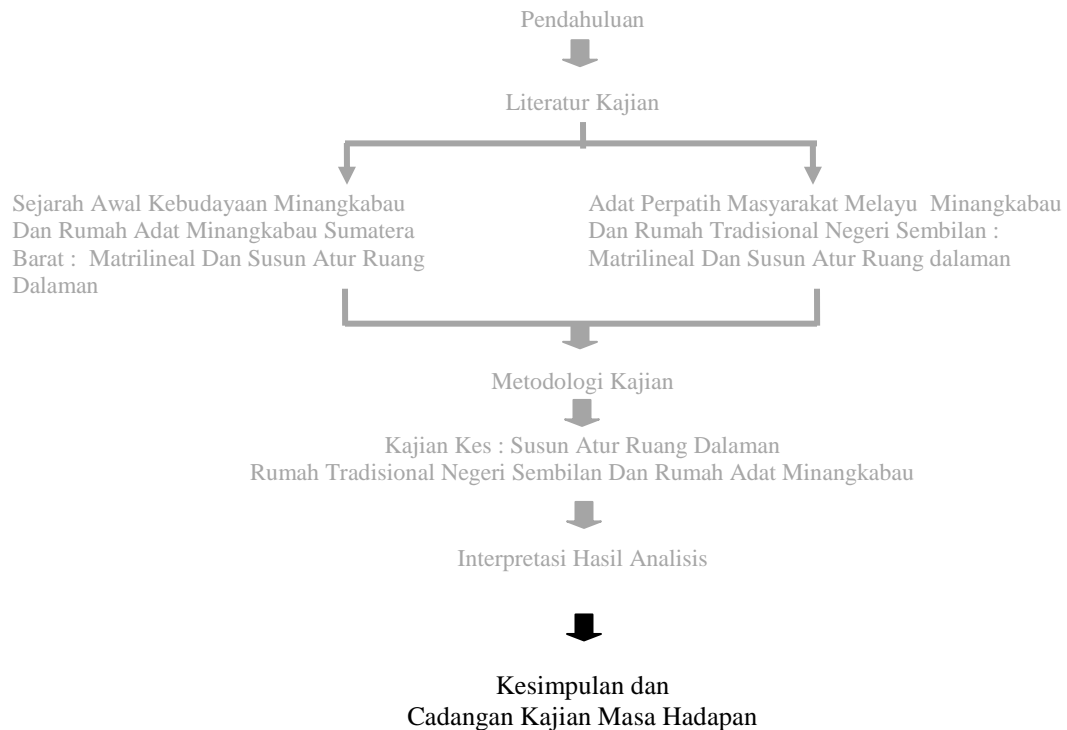 Pendahuluan
Literatur Kajian
Sejarah Awal Kebudayaan Minangkabau
Dan Rumah Adat Minangkabau Sumatera
Barat : Matrilineal Dan Susun Atur Ruang
Dalaman
Adat Perpatih Masyarakat Melayu Minangkabau
Dan Rumah Tradisional Negeri Sembilan :
Matrilineal Dan Susun Atur Ruang dalaman
Metodologi Kajian
Kajian Kes : Susun Atur Ruang Dalaman
Rumah Tradisional Negeri Sembilan Dan Rumah Adat Minangkabau
Interpretasi Hasil Analisis
Kesimpulan dan
Cadangan Kajian Masa Hadapan